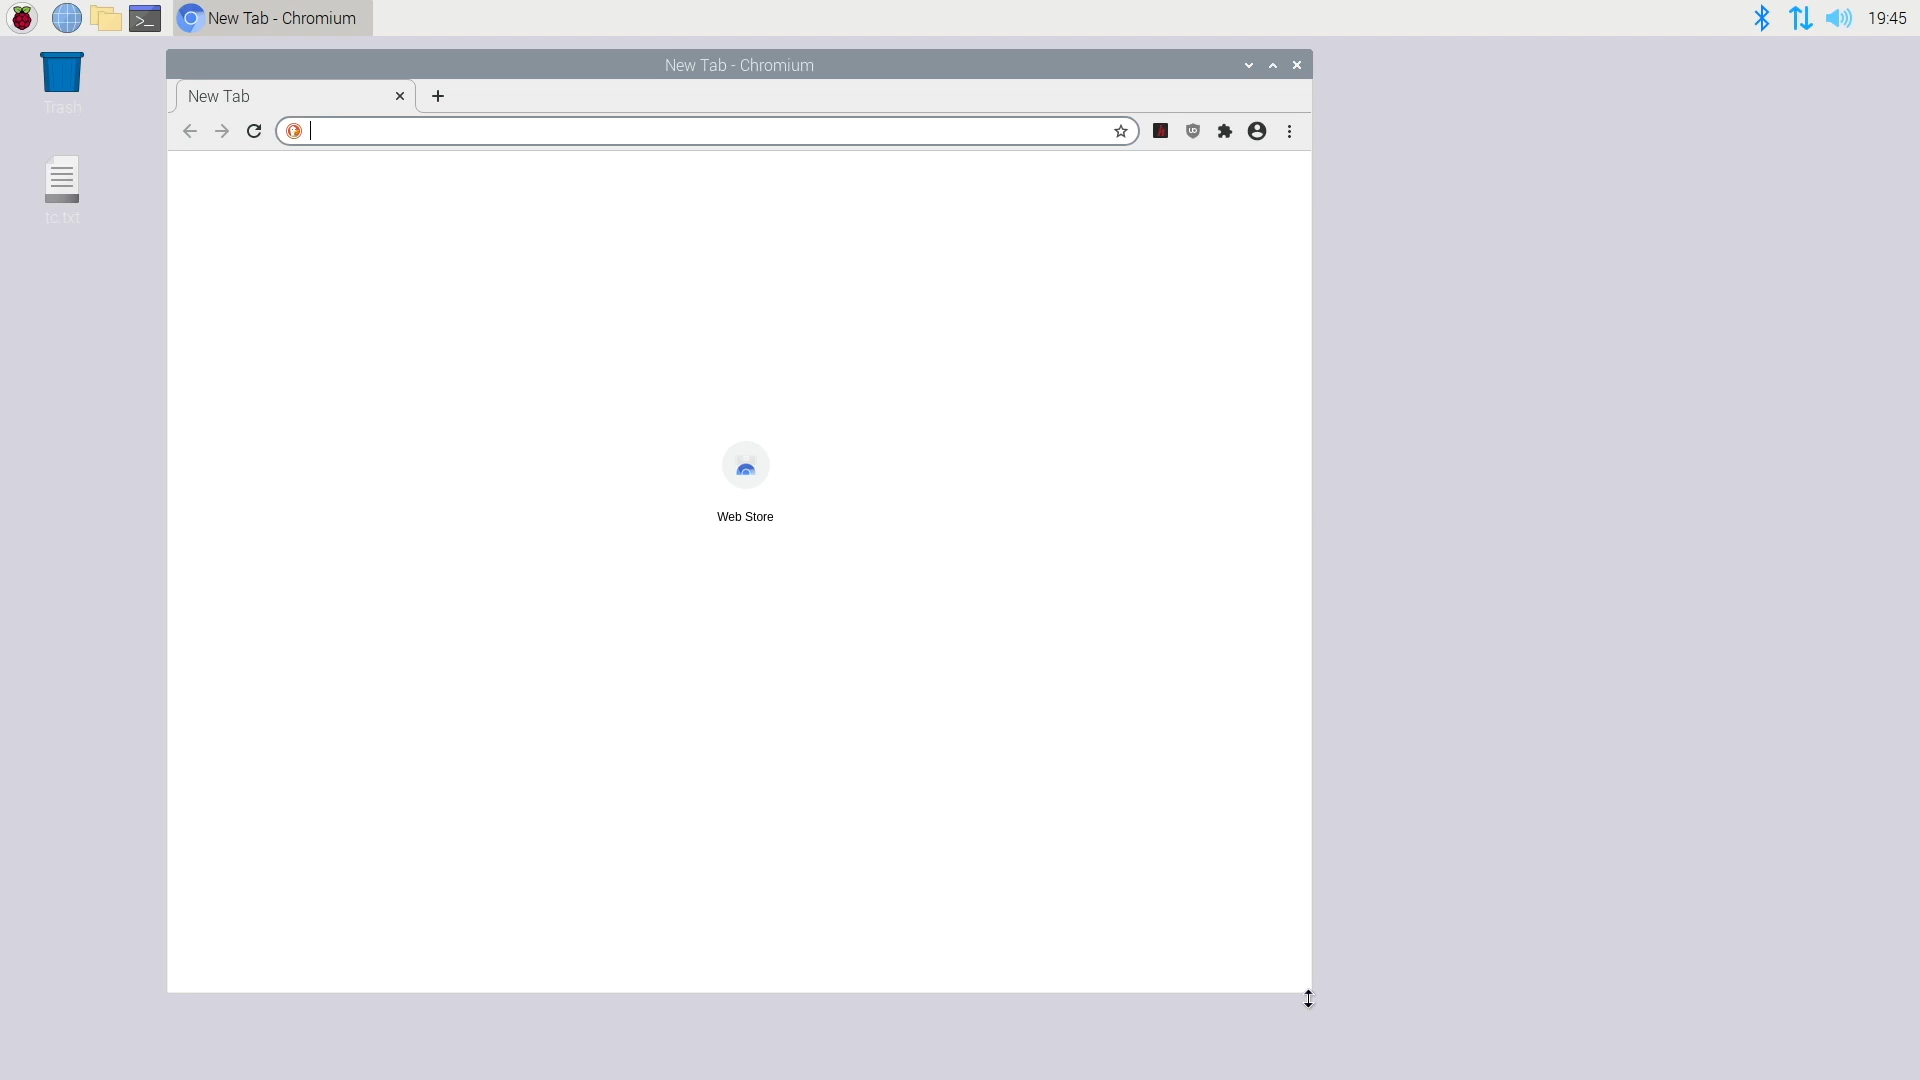 New Tab - Chromium
19:45
New Tab - Chromium
New Tab
Trash
tc.txt
Web Store